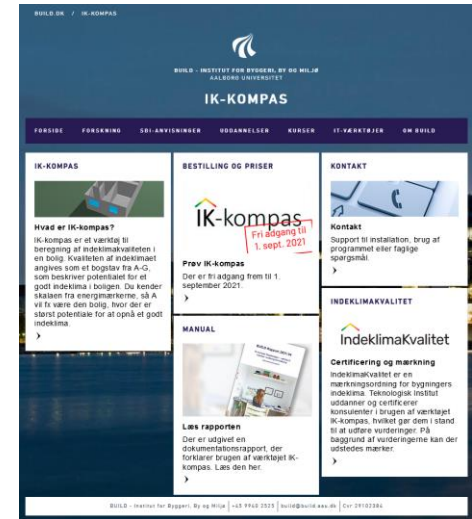 BUILD.DK / IK-KOMPAS
BUILD - INSTITUT FOR BYGGERI, BY OG MILJØ
AALBORG UNIVERSITET
IK-KOMPAS
FORSIDE FORSKNING SBI-ANVISNINGER UDDANNELSER KURSER IT-VÆRKTØJER OM BUILD
IK-KOMPAS
Hvad er IK-kompas?
IK-kompas er et værktøj til
beregning af indeklimakvaliteten i
en bolig. Kvaliteten af indeklimaet
angives som et bogstav fra A-G,
som beskriver potentialet for et
godt indeklima i boligen. Du kender
skalaen fra energimærkerne, så A
vil fx være den bolig, hvor der er
størst potentiale for at opnå et godt
indeklima.
BESTILLING OG PRISER
IK-kompas
Fri adgang til
1. sept. 2021
Prøv IK-kompas
Der er fri adgang frem til 1.
september 2021.
MANUAL
Læs rapporten
Der er udgivet en
dokumentationsrapport, der
forklarer brugen af værktøjet IK-
kompas. Læs den her.
KONTAKT
Kontakt
Support til installation, brug af
programmet eller faglige
spørgsmål.
INDEKLIMAKVALITET
IndeklimaKvalitet
Certificering og mærkning
IndeklimaKvalitet er en
mærkningsordning for bygningers
indeklima. Teknologisk Institut
uddanner og certificerer
konsulenter i brugen af værktøjet
IK-kompas, hvilket gør dem i stand
til at udføre vurderinger. På
baggrund af vurderingerne kan der
udstedes mærker.
BUILD - Institut for Byggeri, By og Miljø | +45 9940 2525 | build@build.aau.dk | Cvr 29102384